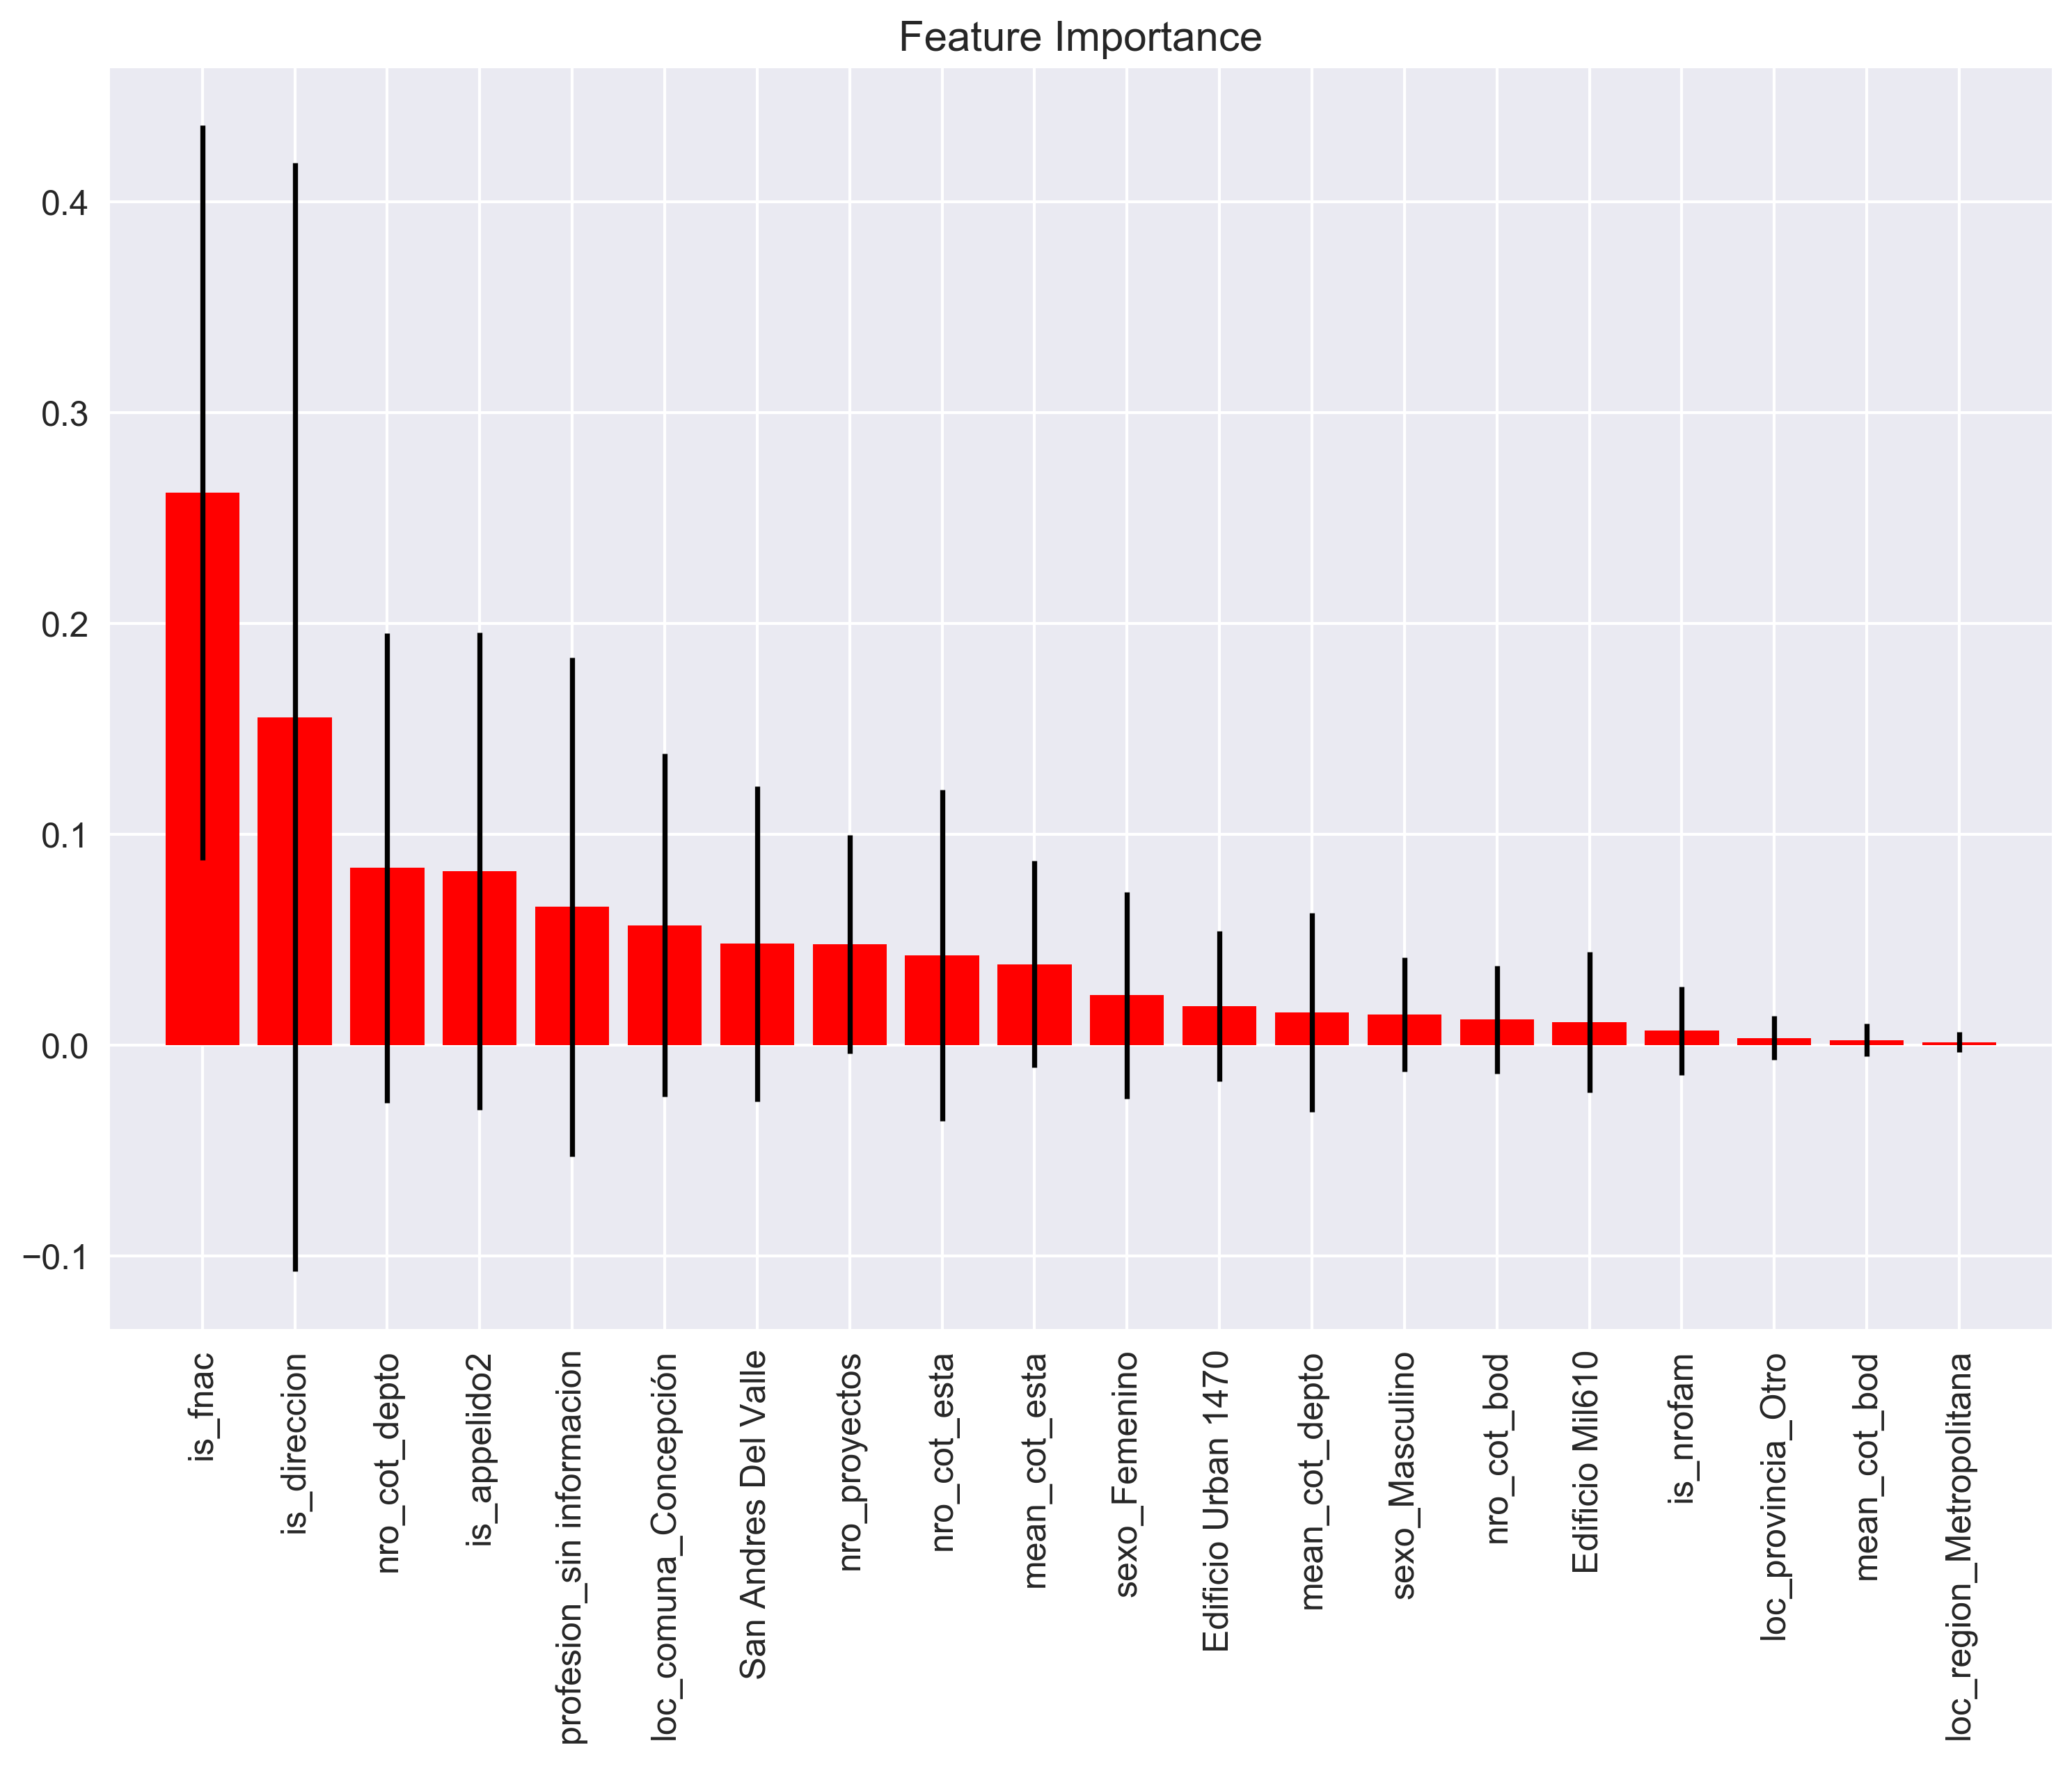 Feature Importance
0.4
0.3
0.2
0.1
0.0
−0.1
is_fnac
is_direccion
nro_cot_depto
is_appelido2
profesion_sin informacion
loc_comuna_Concepción
San Andres Del Valle
nro_proyectos
nro_cot_esta
mean_cot_esta
sexo_Femenino
Edificio Urban 1470
mean_cot_depto
sexo_Masculino
nro_cot_bod
Edificio Mil610
is_nrofam
loc_provincia_Otro
mean_cot_bod
loc_region_Metropolitana